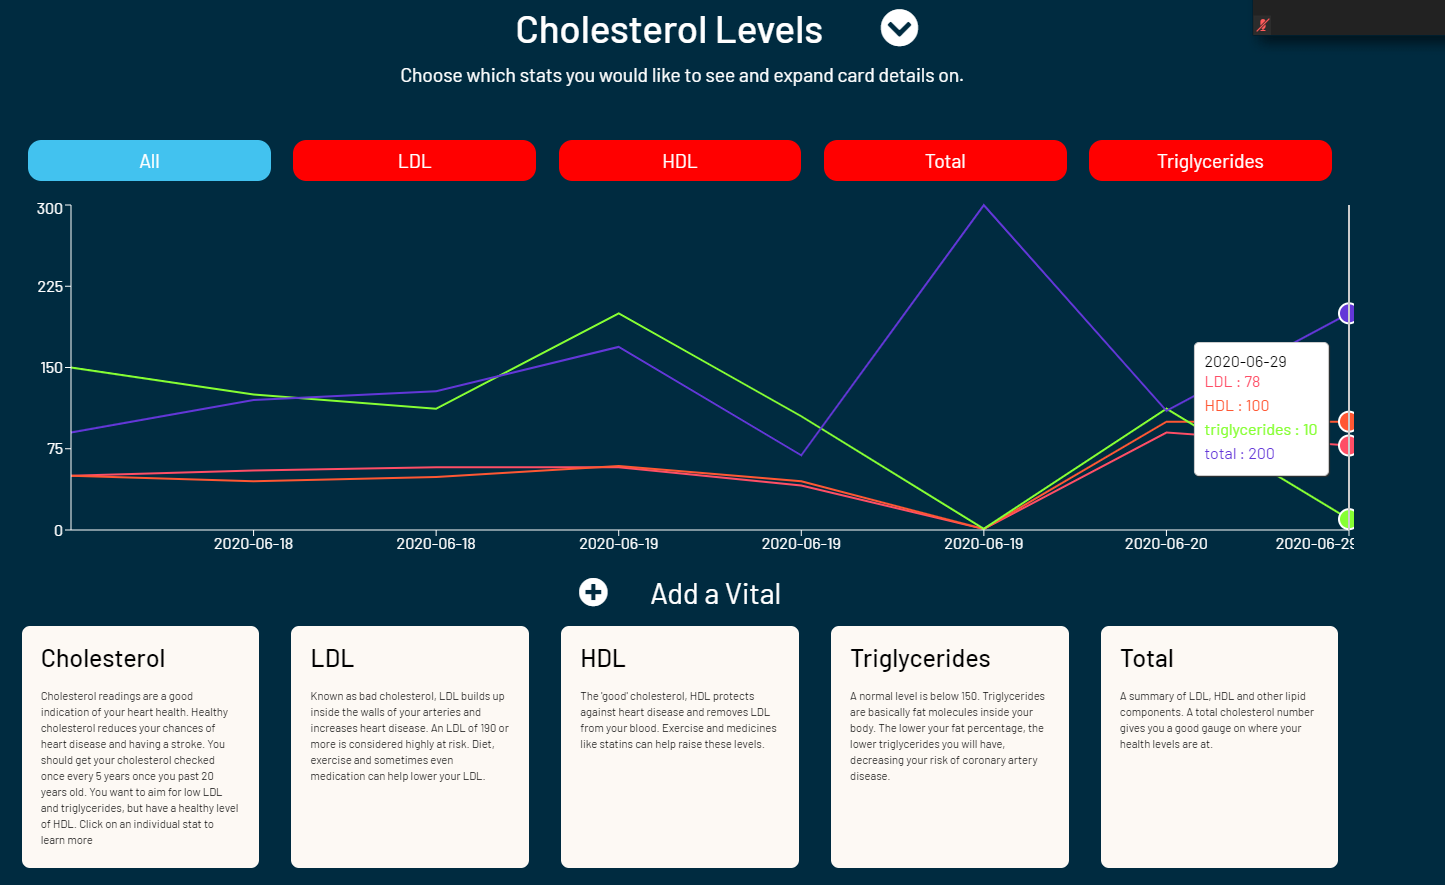 Cholesterol Levels
Choose which stats you would like to see and expand card details on.
All
LDL
HDL
Total
Triglycerides
300
225
150
75
0
2020-06-18
2020-06-18
2020-06-19
2020-06-19
2020-06-19
2020-06-20
2020-06-29
2020-06-29
LDL : 78
HDL : 100
triglycerides : 10
total : 200
Add a Vital
Cholesterol
Cholesterol readings are a good
indication of your heart health. Healthy
cholesterol reduces your chances of
heart disease and having a stroke. You
should get your cholesterol checked
once every 5 years once you past 20
years old. You want to aim for low LDL
and triglycerides, but have a healthy level
of HDL. Click on an individual stat to
learn more
LDL
Known as bad cholesterol, LDL builds up
inside the walls of your arteries and
increases heart disease. An LDL of 190 or
more is considered highly at risk. Diet,
exercise and sometimes even
medication can help lower your LDL.
HDL
The 'good' cholesterol, HDL protects
against heart disease and removes LDL
from your blood. Exercise and medicines
like statins can help raise these levels.
Triglycerides
A normal level is below 150. Triglycerides
are basically fat molecules inside your
body. The lower your fat percentage, the
lower triglycerides you will have,
decreasing your risk of coronary artery
disease.
Total
A summary of LDL, HDL and other lipid
components. A total cholesterol number
gives you a good gauge on where your
health levels are at.